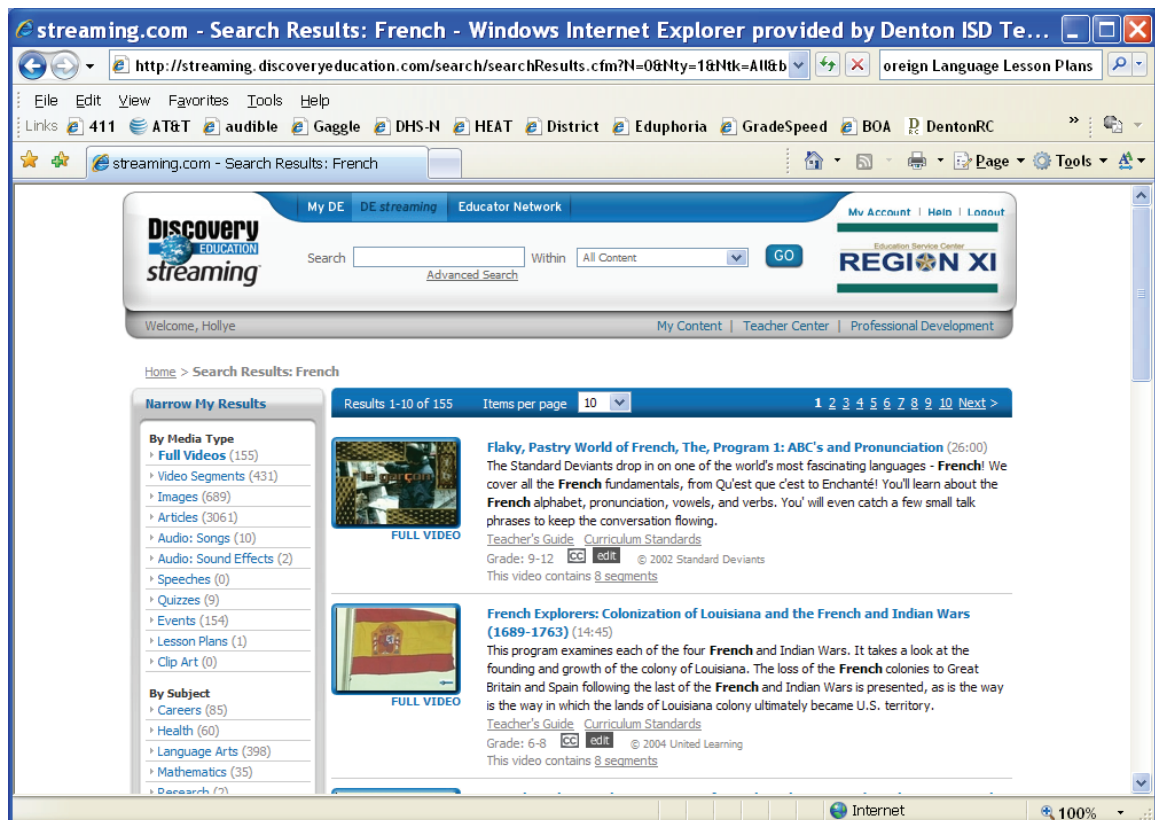 streaming.com - Search Results: French - Windows Internet Explorer provided by Denton ISD Te...
http://streaming.discoveryeducation.com/search/searchResults.cfm?N=0&Nty=1&Ntk=All&b
oreign Language Lesson Plans
File Edit View Favorites Tools Help
Links 411 AT&T audible Gaggle DHS-N HEAT District Eduphoria GradeSpeed BOA DentonRC »
streaming.com - Search Results: French
Page Tools
My DE DE streaming Educator Network
My Account | Help | Logout
Discovery
EDUCATION
streaming
Search Within All Content GO
Advanced Search
Education Service Center
REGION XI
Welcome, Hollye
My Content | Teacher Center | Professional Development
Home > Search Results: French
Narrow My Results
By Media Type
Full Videos (155)
Video Segments (431)
Images (689)
Articles (3061)
Audio: Songs (10)
Audio: Sound Effects (2)
Speeches (0)
Quizzes (9)
Events (154)
Lesson Plans (1)
Clip Art (0)
By Subject
Careers (85)
Health (60)
Language Arts (398)
Mathematics (35)
Research (2)
Results 1-10 of 155 Items per page 10 1 2 3 4 5 6 7 8 9 10 Next >
le garçon
FULL VIDEO
Flaky, Pastry World of French, The, Program 1: ABC's and Pronunciation (26:00)
The Standard Deviants drop in on one of the world's most fascinating languages - French! We
cover all the French fundamentals, from Qu'est que c'est to Enchanté! You'll learn about the
French alphabet, pronunciation, vowels, and verbs. You' will even catch a few small talk
phrases to keep the conversation flowing.
Teacher's Guide Curriculum Standards
Grade: 9-12 CC edit © 2002 Standard Deviants
This video contains 8 segments
FULL VIDEO
French Explorers: Colonization of Louisiana and the French and Indian Wars
(1689-1763) (14:45)
This program examines each of the four French and Indian Wars. It takes a look at the
founding and growth of the colony of Louisiana. The loss of the French colonies to Great
Britain and Spain following the last of the French and Indian Wars is presented, as is the way
is the way in which the lands of Louisiana colony ultimately became U.S. territory.
Teacher's Guide Curriculum Standards
Grade: 6-8 CC edit © 2004 United Learning
This video contains 8 segments
Internet 100%